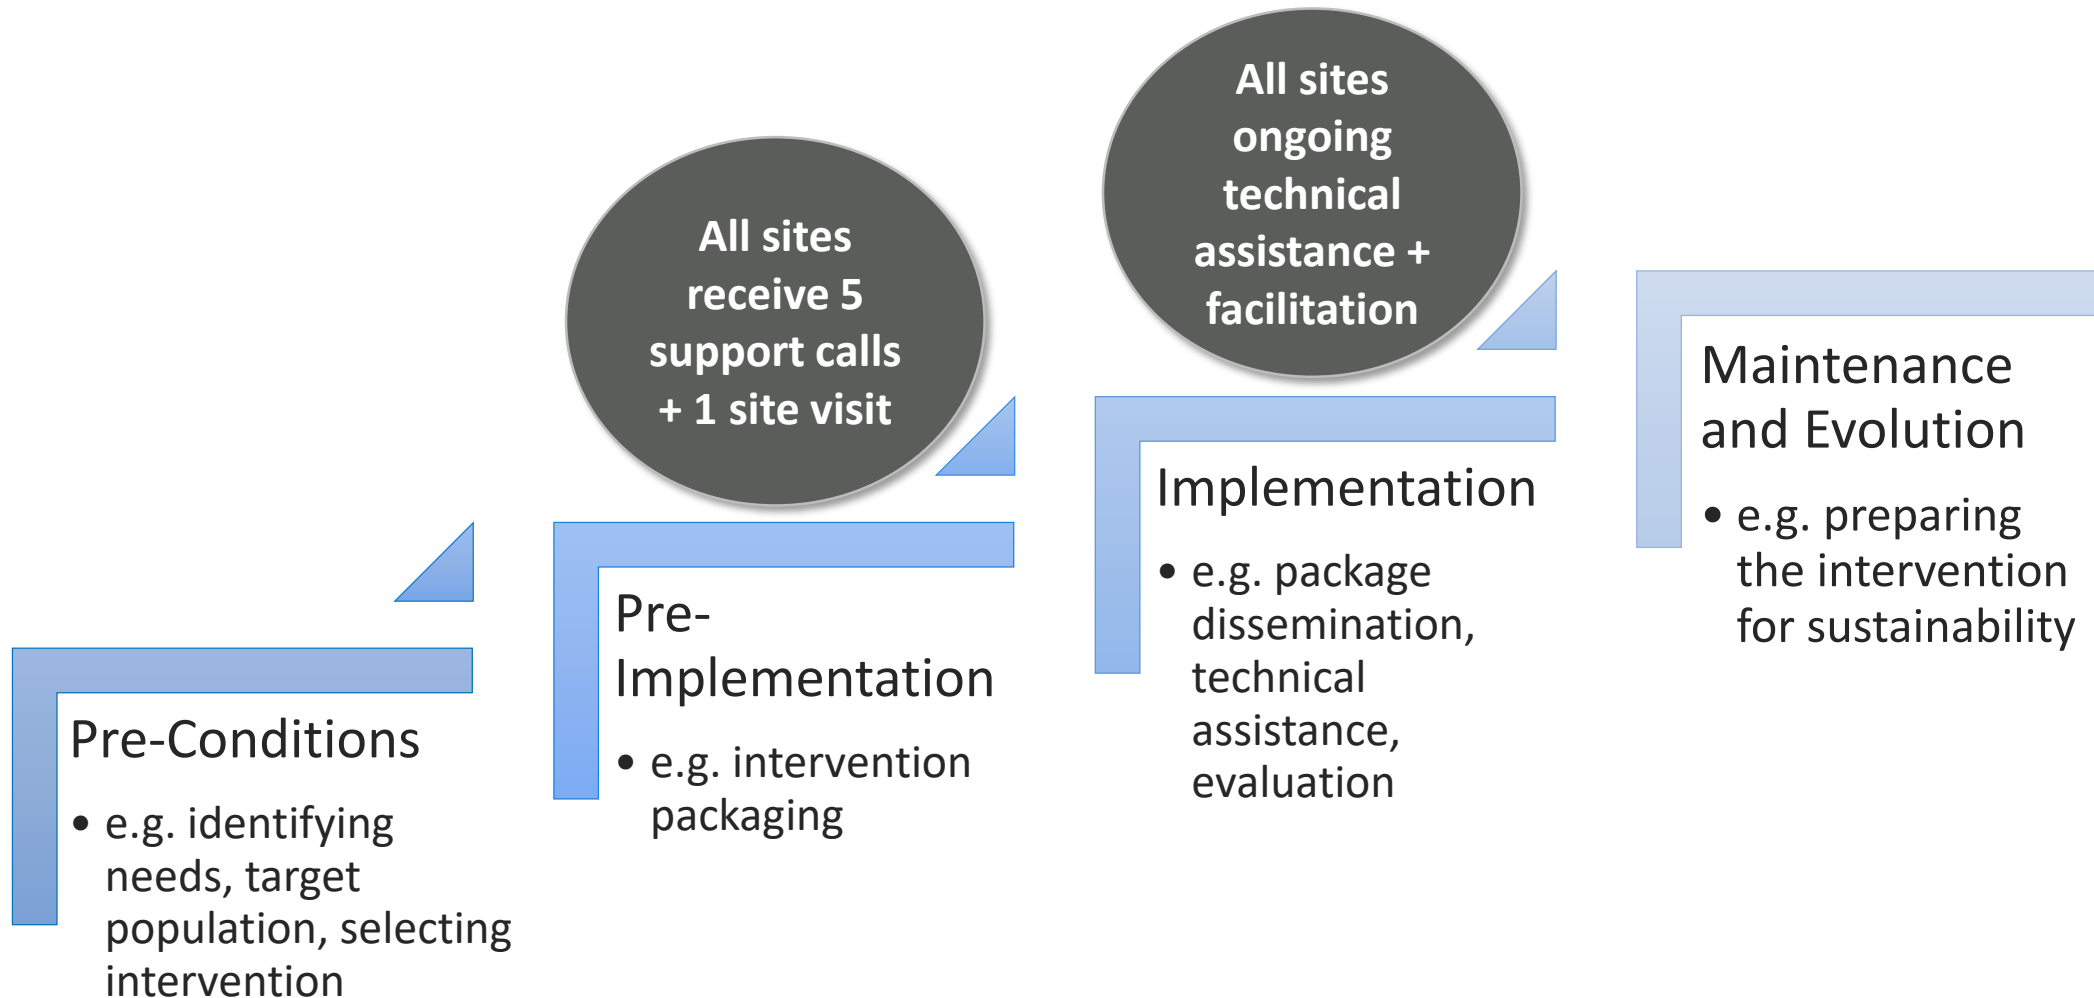 Pre-Conditions
• e.g. identifying
needs, target
population, selecting
intervention
All sites
receive 5
support calls
+ 1 site visit
Pre-
Implementation
• e.g. intervention
packaging
All sites
ongoing
technical
assistance +
facilitation
Implementation
• e.g. package
dissemination,
technical
assistance,
evaluation
Maintenance
and Evolution
• e.g. preparing
the intervention
for sustainability